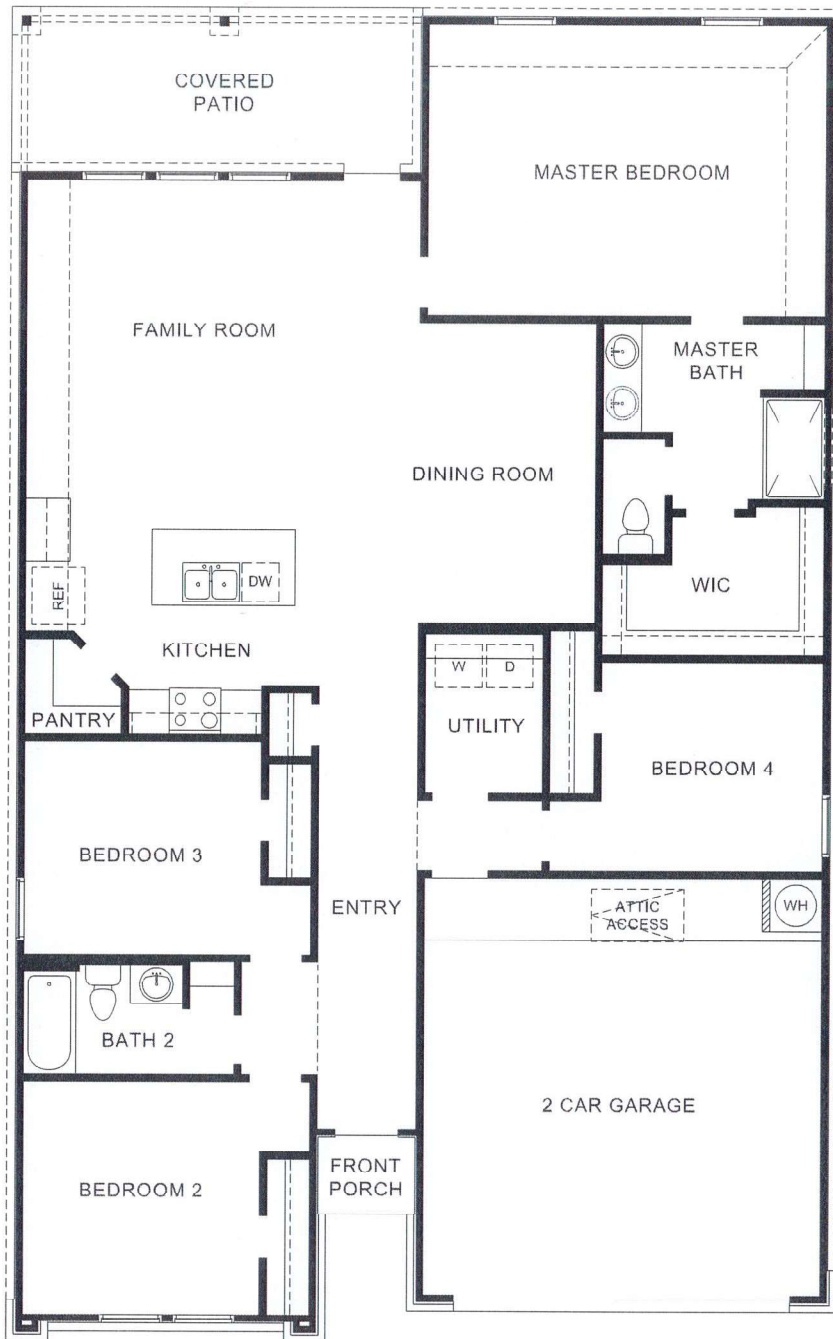 COVERED
PATIO
MASTER BEDROOM
FAMILY ROOM
MASTER
BATH
DINING ROOM
REF
DW
WIC
KITCHEN
W
D
PANTRY
UTILITY
BEDROOM 4
BEDROOM 3
ENTRY
ATTIC
ACCESS
WH
BATH 2
2 CAR GARAGE
FRONT
PORCH
BEDROOM 2